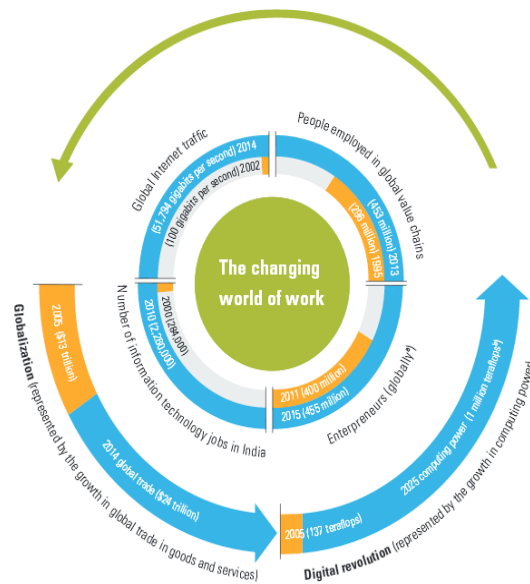 The changing
world of work
Global Internet traffic
(51,794 gigabits per second) 2014
(100 gigabits per second) 2002
People employed in global value chains
(453 million) 2013
(296 million) 1995
Number of information technology jobs in India
2010 (2,280,000)
2000 (284,000)
Enterpreneurs (globallyᵃ)
2011 (400 million)
2015 (455 million)
Globalization (represented by the growth in global trade in goods and services)
2005 ($13 trillion)
2014 global trade ($24 trillion)
Digital revolution (represented by the growth in computing power)
2005 (137 teraflops)
2025 computing power (1 million teraflopsᵇ)